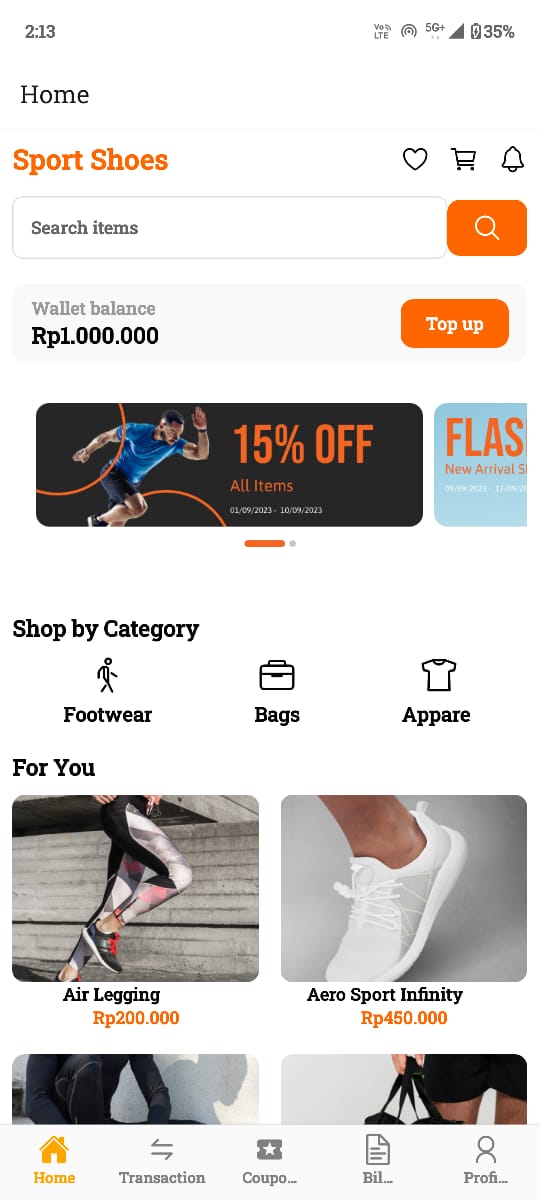 2:13 Vo) LTE 5G+ 35%
Home
Sport Shoes
Search items
Wallet balance
Rp1.000.000
Top up
15% OFF
All Items
01/09/2023 - 10/09/2023
FLAS
New Arrival S
09/09/2023 - 12/09/20
Shop by Category
Footwear Bags Appare
For You
Air Legging
Rp200.000
Aero Sport Infinity
Rp450.000
Home Transaction Coupo... Bil... Profi...